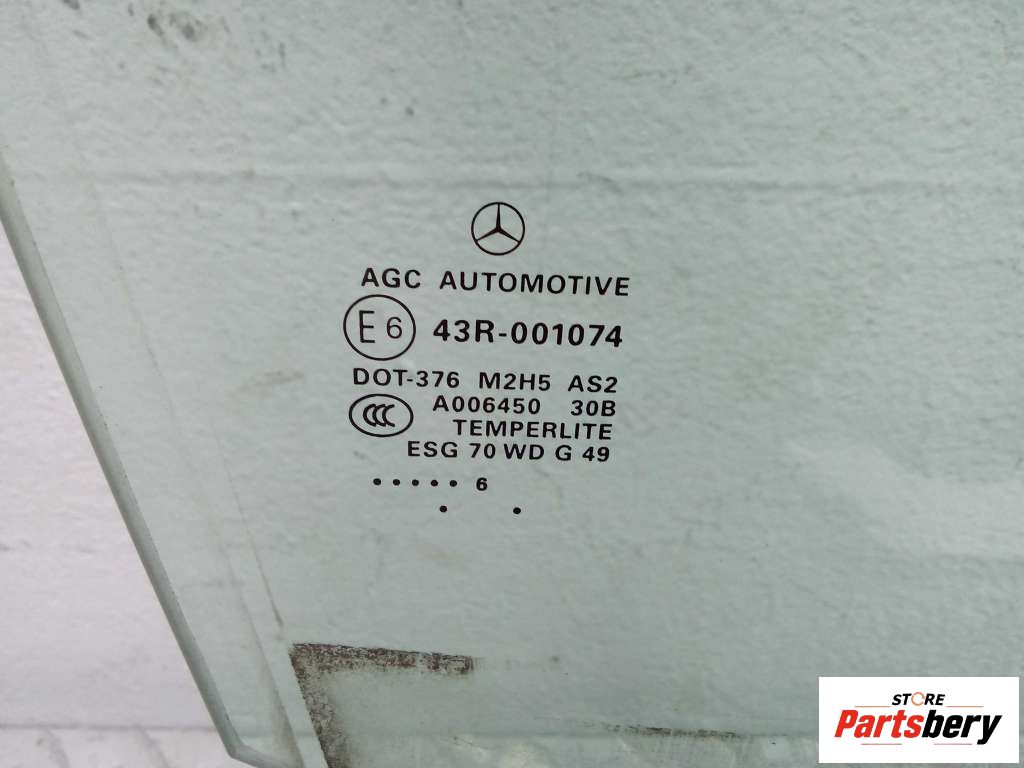 AGC AUTOMOTIVE
E6 43R-001074
DOT-376 M2H5 AS2
CCC A006450 30B
TEMPERLITE
ESG 70 WD G 49
.....6
. .
STORE
Partsbery